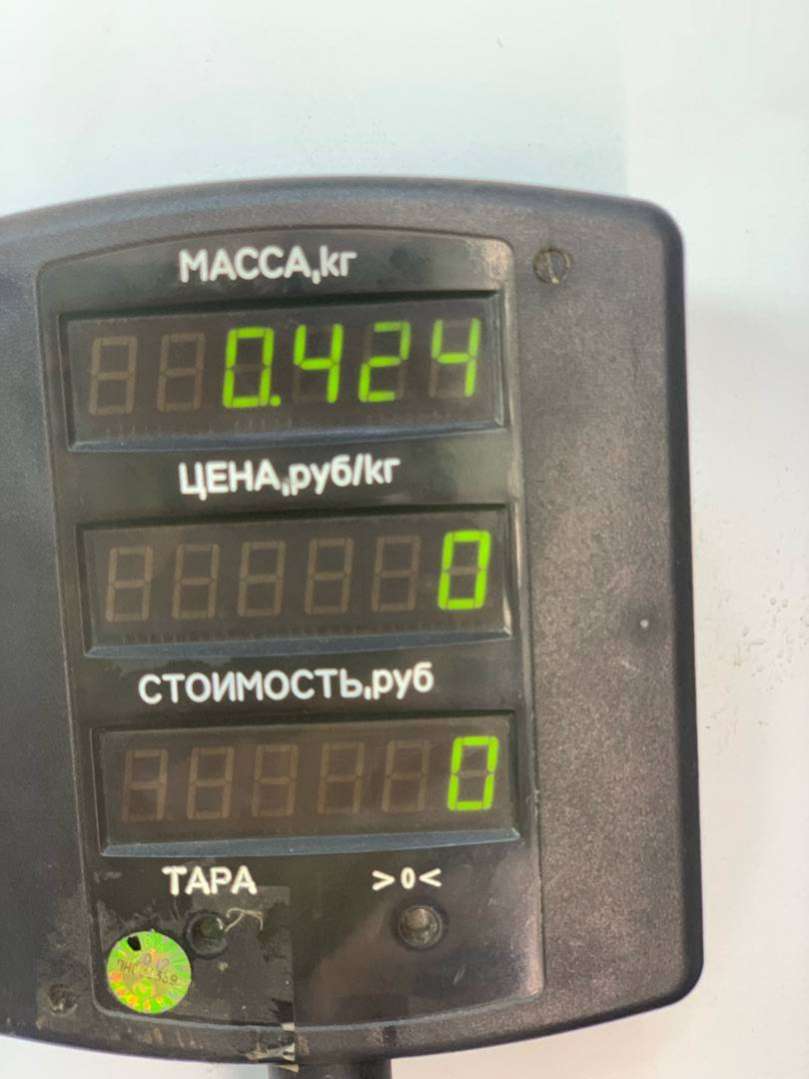 МАССА,кг
0.424
ЦЕНА,руб/кг
0
СТОИМОСТЬ,руб
0
ТАРА >0<